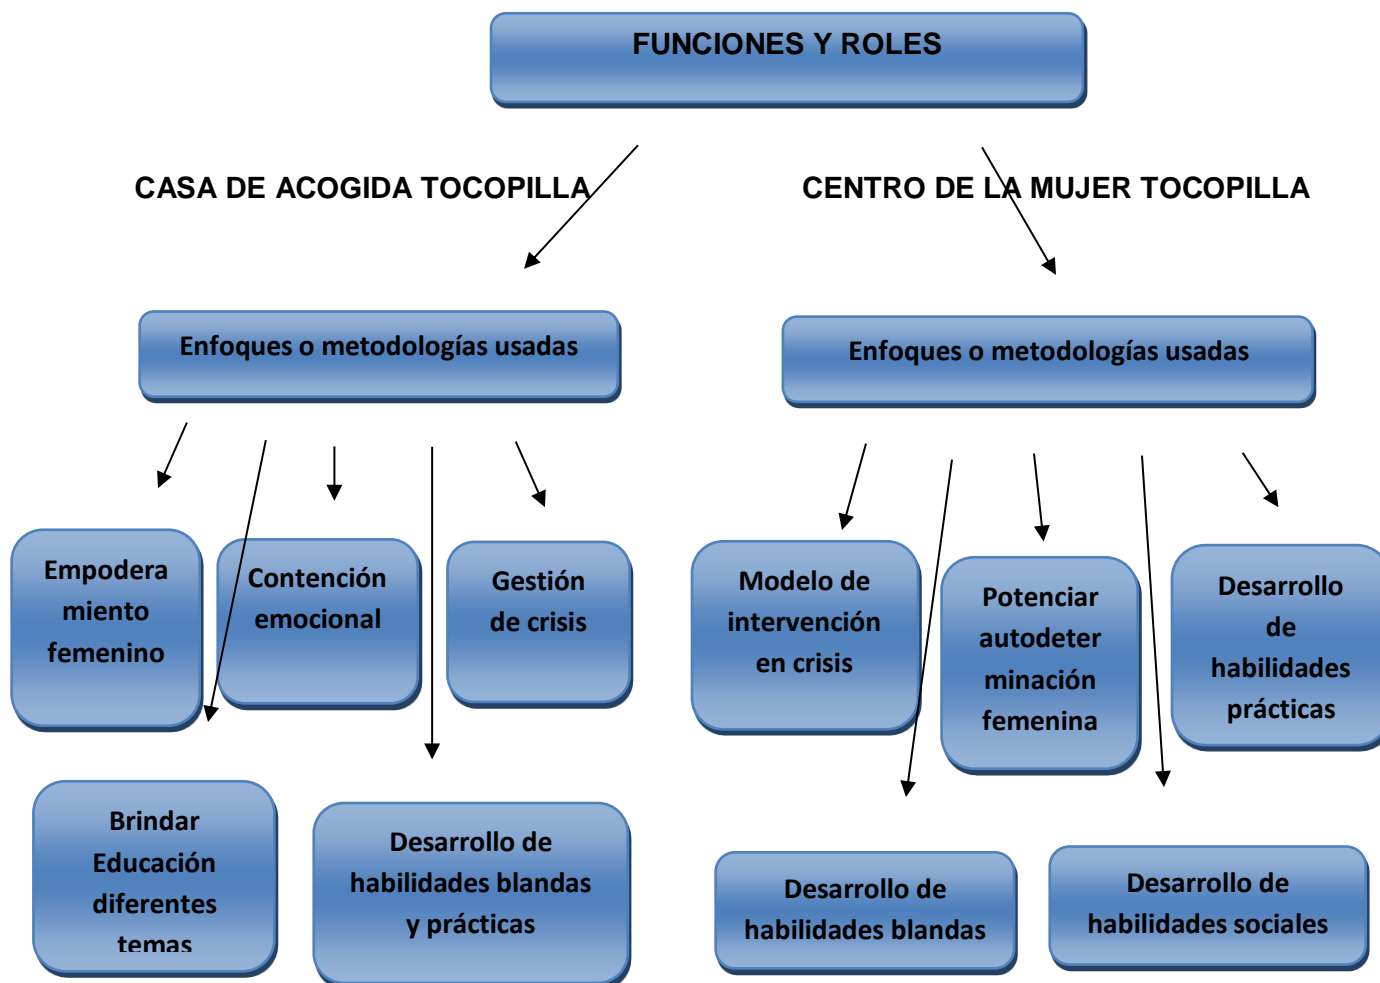 FUNCIONES Y ROLES
CASA DE ACOGIDA TOCOPILLA
CENTRO DE LA MUJER TOCOPILLA
Enfoques o metodologías usadas
Enfoques o metodologías usadas
Empodera
miento
femenino
Contención
emocional
Gestión
de crisis
Modelo de
intervención
en crisis
Potenciar
autodeter
minación
femenina
Desarrollo
de
habilidades
prácticas
Brindar
Educación
diferentes
temas
Desarrollo de
habilidades blandas
y prácticas
Desarrollo de
habilidades blandas
Desarrollo de
habilidades sociales